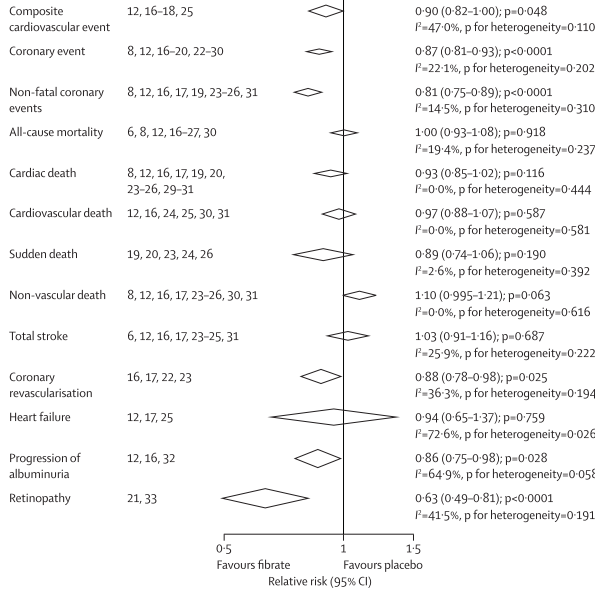 Composite 12, 16–18, 25 0·90 (0·82–1·00); p=0·048
cardiovascular event I²=47·0%, p for heterogeneity=0·110
Coronary event 8, 12, 16–20, 22–30 0·87 (0·81–0·93); p<0·0001
I²=22·1%, p for heterogeneity=0·202
Non-fatal coronary 8, 12, 16, 17, 19, 23–26, 31 0·81 (0·75–0·89); p<0·0001
events I²=14·5%, p for heterogeneity=0·310
All-cause mortality 6, 8, 12, 16–27, 30 1·00 (0·93–1·08); p=0·918
I²=19·4%, p for heterogeneity=0·237
Cardiac death 8, 12, 16, 17, 19, 20, 0·93 (0·85–1·02); p=0·116
23–26, 29–31 I²=0·0%, p for heterogeneity=0·444
Cardiovascular death 12, 16, 24, 25, 30, 31 0·97 (0·88–1·07); p=0·587
I²=0·0%, p for heterogeneity=0·581
Sudden death 19, 20, 23, 24, 26 0·89 (0·74–1·06); p=0·190
I²=2·6%, p for heterogeneity=0·392
Non-vascular death 8, 12, 16, 17, 23–26, 30, 31 1·10 (0·995–1·21); p=0·063
I²=0·0%, p for heterogeneity=0·616
Total stroke 6, 12, 16, 17, 23–25, 31 1·03 (0·91–1·16); p=0·687
I²=25·9%, p for heterogeneity=0·222
Coronary 16, 17, 22, 23 0·88 (0·78–0·98); p=0·025
revascularisation I²=36·3%, p for heterogeneity=0·194
Heart failure 12, 17, 25 0·94 (0·65–1·37); p=0·759
I²=72·6%, p for heterogeneity=0·026
Progression of 12, 16, 32 0·86 (0·75–0·98); p=0·028
albuminuria I²=64·9%, p for heterogeneity=0·058
Retinopathy 21, 33 0·63 (0·49–0·81); p<0·0001
I²=41·5%, p for heterogeneity=0·191
0·5 1 1·5
Favours fibrate Favours placebo
Relative risk (95% CI)